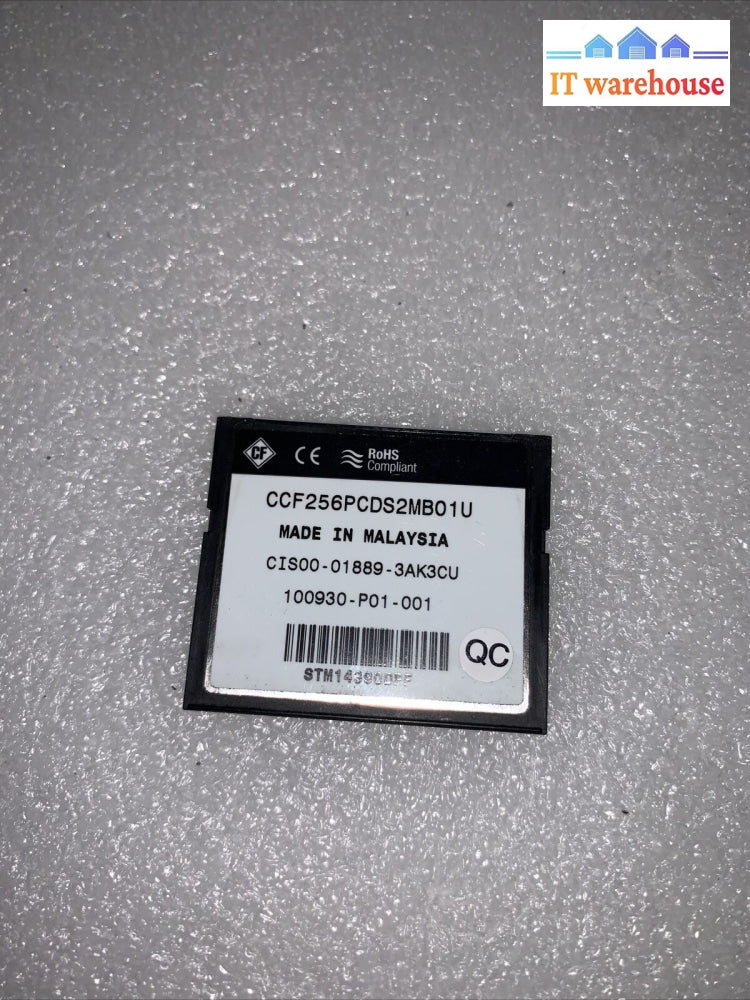 IT warehouse
CF CE RoHS
Compliant
CCF256PCDS2MB01U
MADE IN MALAYSIA
CIS00-01889-3AK3CU
100930-P01-001
QC